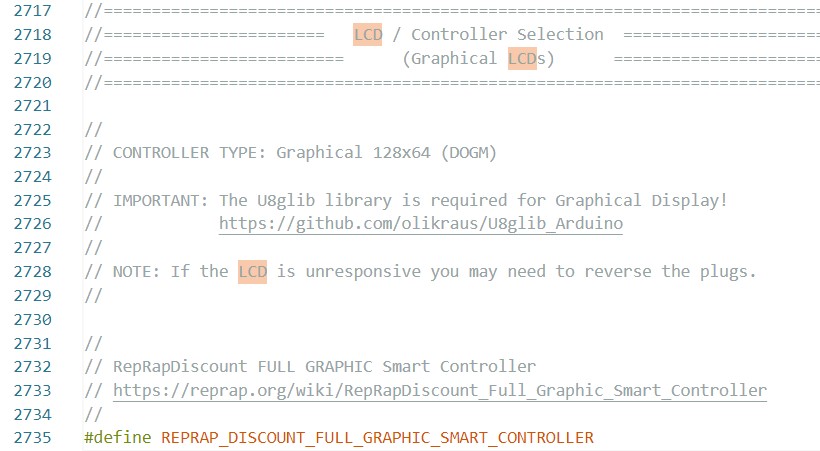 2717 //===========================================================================
2718 //=======================   LCD / Controller Selection  =====================
2719 //=========================      (Graphical LCDs)      ======================
2720 //===========================================================================
2721
2722 //
2723 // CONTROLLER TYPE: Graphical 128x64 (DOGM)
2724 //
2725 // IMPORTANT: The U8glib library is required for Graphical Display!
2726 //            https://github.com/olikraus/U8glib_Arduino
2727 //
2728 // NOTE: If the LCD is unresponsive you may need to reverse the plugs.
2729 //
2730
2731 //
2732 // RepRapDiscount FULL GRAPHIC Smart Controller
2733 // https://reprap.org/wiki/RepRapDiscount_Full_Graphic_Smart_Controller
2734 //
2735 #define REPRAP_DISCOUNT_FULL_GRAPHIC_SMART_CONTROLLER